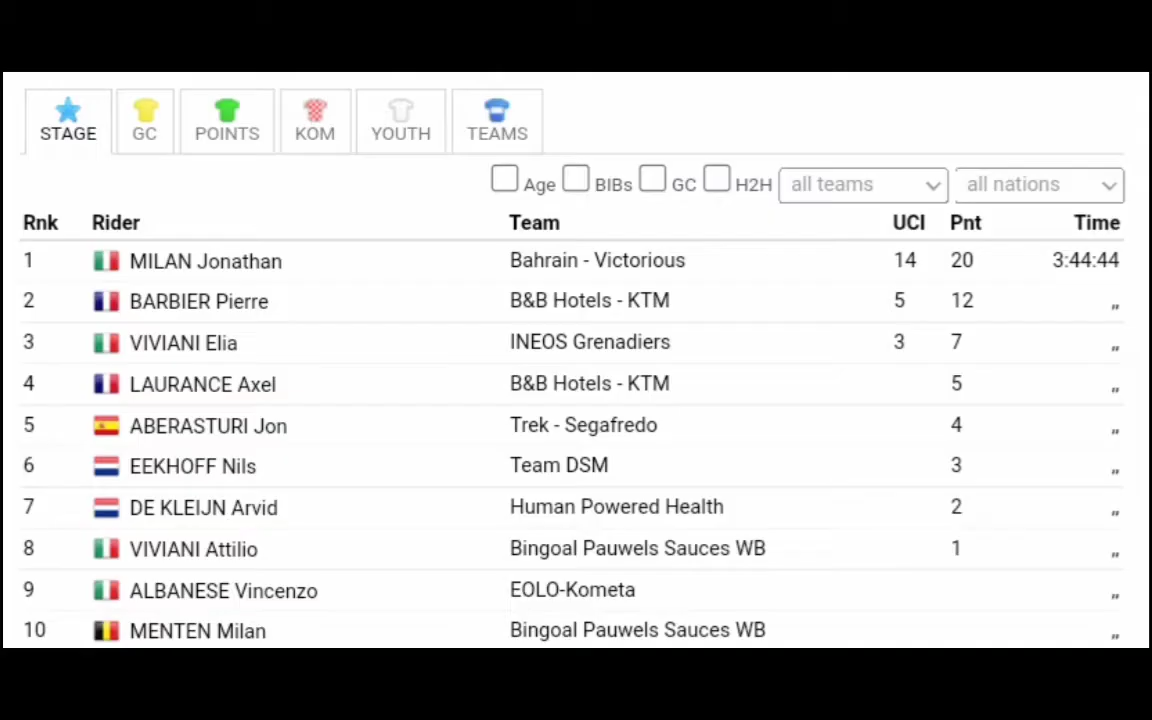 STAGE GC POINTS KOM YOUTH TEAMS
Age BIBs GC H2H all teams all nations
Rnk Rider Team UCI Pnt Time
1 MILAN Jonathan Bahrain - Victorious 14 20 3:44:44
2 BARBIER Pierre B&B Hotels - KTM 5 12 ,,
3 VIVIANI Elia INEOS Grenadiers 3 7 ,,
4 LAURANCE Axel B&B Hotels - KTM 5 ,,
5 ABERASTURI Jon Trek - Segafredo 4 ,,
6 EEKHOFF Nils Team DSM 3 ,,
7 DE KLEIJN Arvid Human Powered Health 2 ,,
8 VIVIANI Attilio Bingoal Pauwels Sauces WB 1 ,,
9 ALBANESE Vincenzo EOLO-Kometa ,,
10 MENTEN Milan Bingoal Pauwels Sauces WB ,,